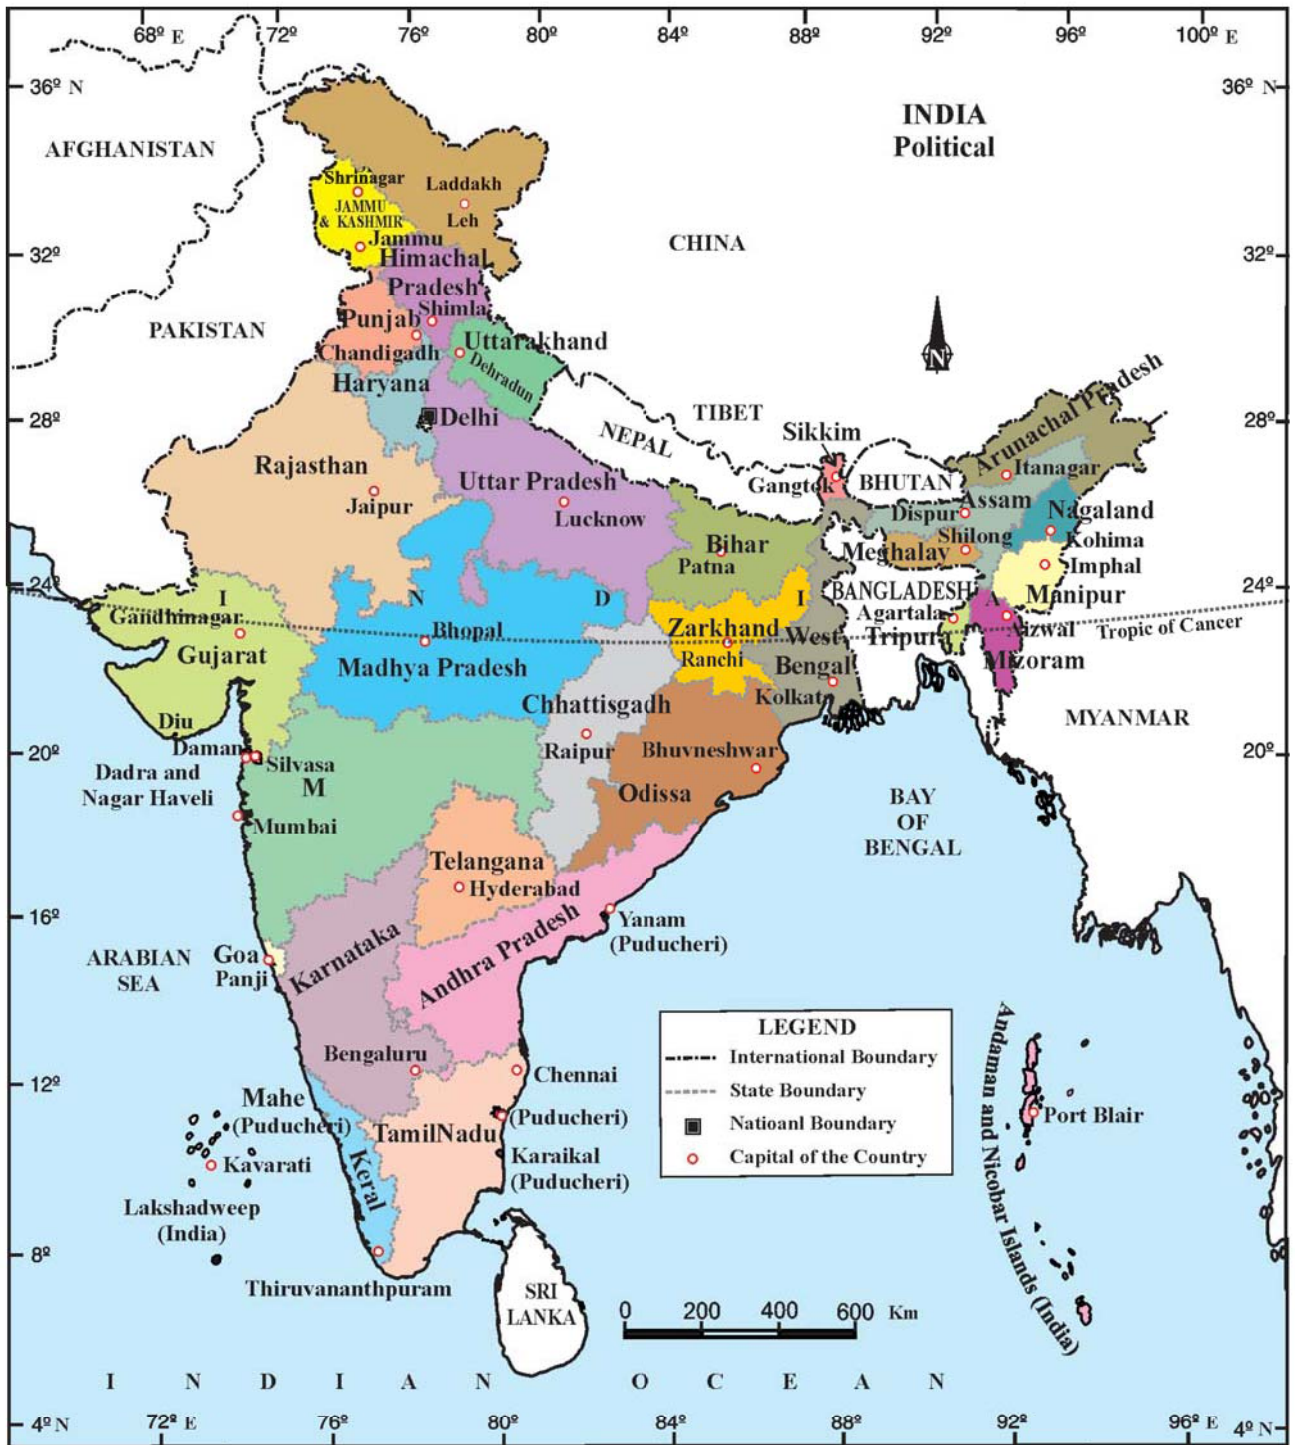 68º E
72º
76º
80º
84º
88º
92º
96º
100º E
36º N
36º N
INDIA
Political
AFGHANISTAN
Shrinagar
JAMMU
& KASHMIR
Jammu
Laddakh
Leh
CHINA
32º
32º
Himachal
Pradesh
Shimla
PAKISTAN
Punjab
Chandigadh
Uttarakhand
Dehradun
N
Haryana
Delhi
TIBET
NEPAL
28º
28º
Sikkim
Gangtok
BHUTAN
Arunachal Pradesh
Itanagar
Rajasthan
Jaipur
Uttar Pradesh
Lucknow
Assam
Dispur
Nagaland
Kohima
Shilong
Meghalay
Bihar
Patna
Imphal
Manipur
24º
24º
BANGLADESH
Agartala
Tripura
Aizwal
Mizoram
Tropic of Cancer
I N D I A
Gandhinagar
Gujarat
Bhopal
Madhya Pradesh
Zarkhand
Ranchi
West
Bengal
Kolkata
Chhattisgadh
Raipur
MYANMAR
Diu
Daman
Silvasa
Dadra and
Nagar Haveli
M
Mumbai
Bhuvneshwar
Odissa
20º
20º
BAY
OF
BENGAL
Telangana
Hyderabad
16º
16º
Yanam
(Puducheri)
Andhra Pradesh
Karnataka
ARABIAN
SEA
Goa
Panji
LEGEND
International Boundary
State Boundary
Natioanl Boundary
Capital of the Country
Bengaluru
Chennai
12º
12º
Mahe
(Puducheri)
TamilNadu
(Puducheri)
Karaikal
(Puducheri)
Keral
Kavarati
Lakshadweep
(India)
Port Blair
Andaman and Nicobar Islands (India)
8º
8º
Thiruvananthpuram
SRI
LANKA
0 200 400 600 Km
I N D I A N O C E A N
4º N
4º N
72º E
76º
80º
84º
88º
92º
96º E